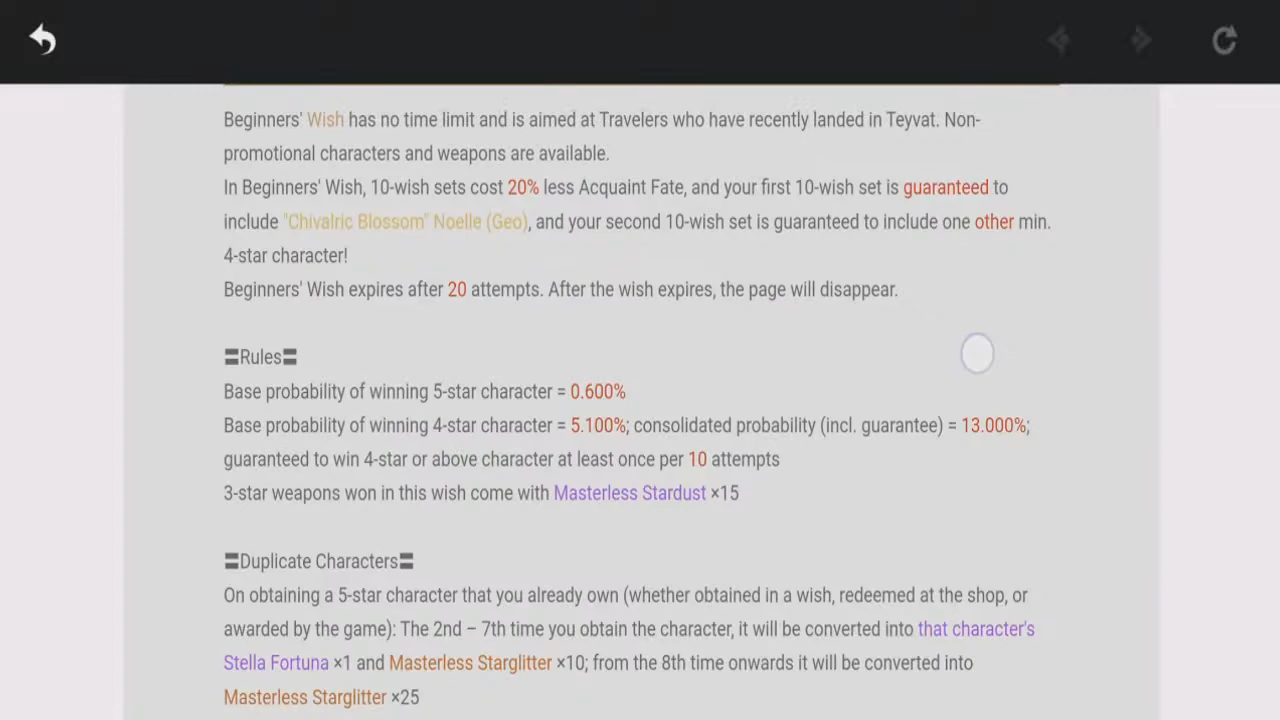 Beginners' Wish has no time limit and is aimed at Travelers who have recently landed in Teyvat. Non-
promotional characters and weapons are available.
In Beginners' Wish, 10-wish sets cost 20% less Acquaint Fate, and your first 10-wish set is guaranteed to
include "Chivalric Blossom" Noelle (Geo), and your second 10-wish set is guaranteed to include one other min.
4-star character!
Beginners' Wish expires after 20 attempts. After the wish expires, the page will disappear.
〓Rules〓
Base probability of winning 5-star character = 0.600%
Base probability of winning 4-star character = 5.100%; consolidated probability (incl. guarantee) = 13.000%;
guaranteed to win 4-star or above character at least once per 10 attempts
3-star weapons won in this wish come with Masterless Stardust ×15
〓Duplicate Characters〓
On obtaining a 5-star character that you already own (whether obtained in a wish, redeemed at the shop, or
awarded by the game): The 2nd – 7th time you obtain the character, it will be converted into that character's
Stella Fortuna ×1 and Masterless Starglitter ×10; from the 8th time onwards it will be converted into
Masterless Starglitter ×25